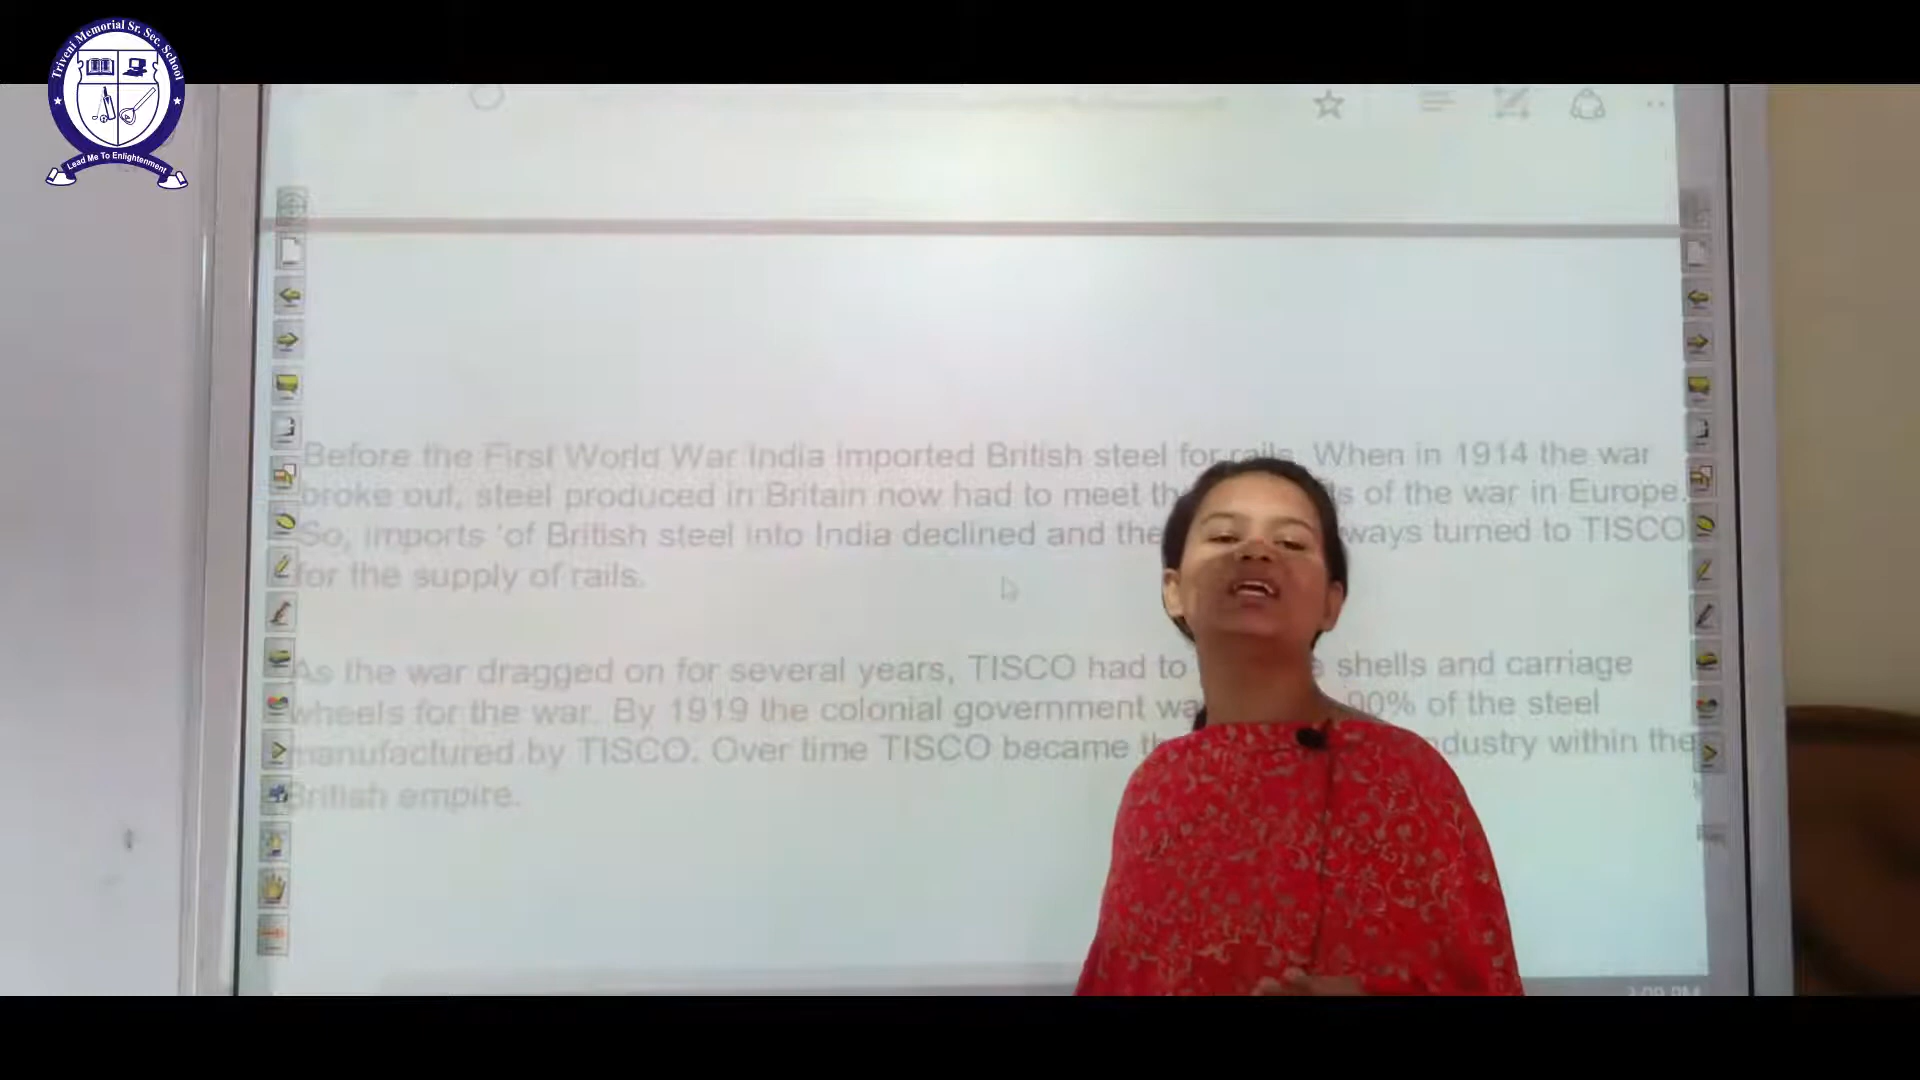 Triveni Memorial Sr. Sec. School
Lead Me To Enlightenment
Before the First World War India imported British steel for rails. When in 1914 the war
broke out, steel produced in Britain now had to meet of the war in Europe.
So, imports 'of British steel into India declined and the turned to TISCO
for the supply of rails.
As the war dragged on for several years, TISCO had to shells and carriage
wheels for the war. By 1919 the colonial government 90% of the steel
manufactured by TISCO. Over time TISCO became within the
British empire.